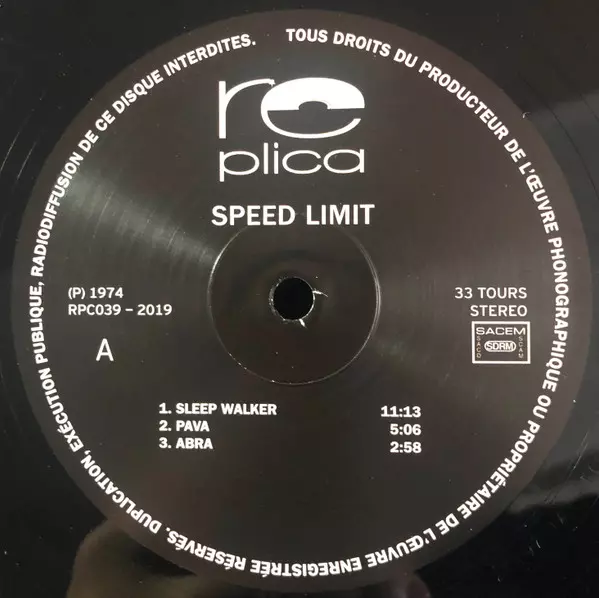 TOUS DROITS DU PRODUCTEUR DE L'ŒUVRE PHONOGRAPHIQUE OU PROPRIÉTAIRE DE L'ŒUVRE ENREGISTRÉE RÉSERVÉS. DUPLICATION, EXÉCUTION PUBLIQUE, RADIODIFFUSION DE CE DISQUE INTERDITES.
re
plica
SPEED LIMIT
(P) 1974
RPC039 – 2019
A
33 TOURS
STEREO
SACEM
SACD
SDRM
SCAM
1. SLEEP WALKER 11:13
2. PAVA 5:06
3. ABRA 2:58